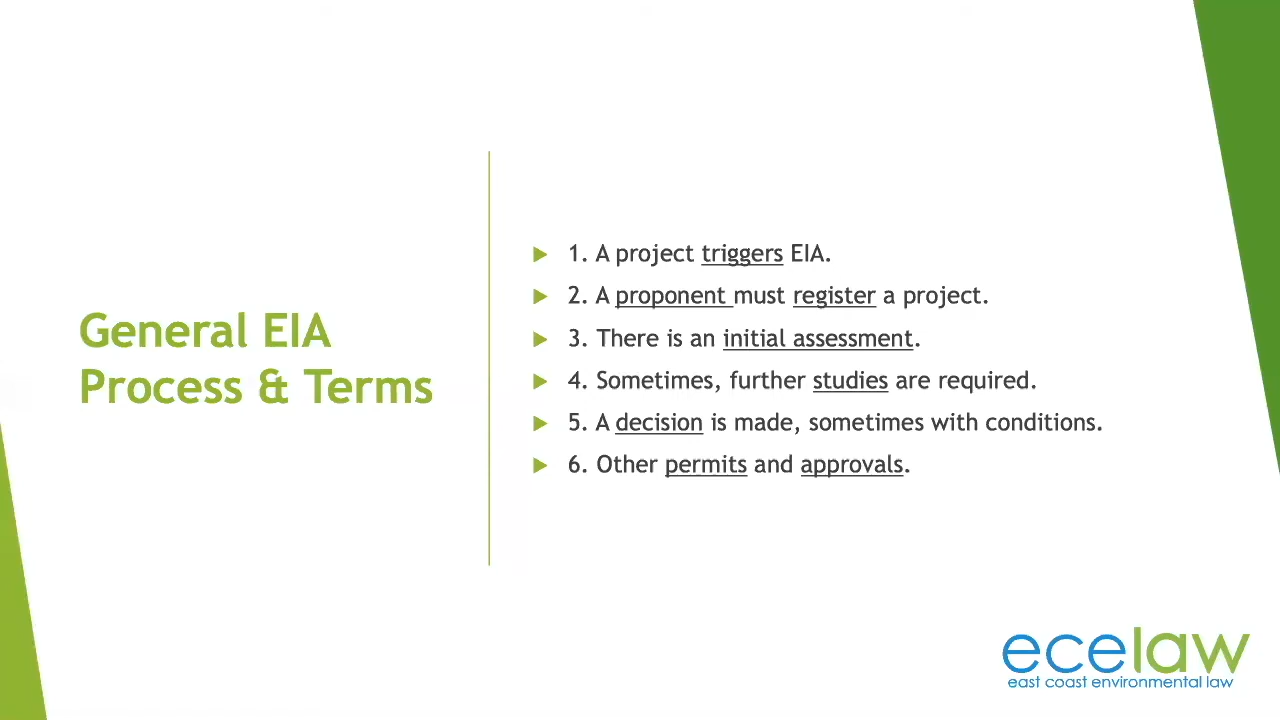 General EIA
Process & Terms
1. A project triggers EIA.
2. A proponent must register a project.
3. There is an initial assessment.
4. Sometimes, further studies are required.
5. A decision is made, sometimes with conditions.
6. Other permits and approvals.
ecelaw
east coast environmental law